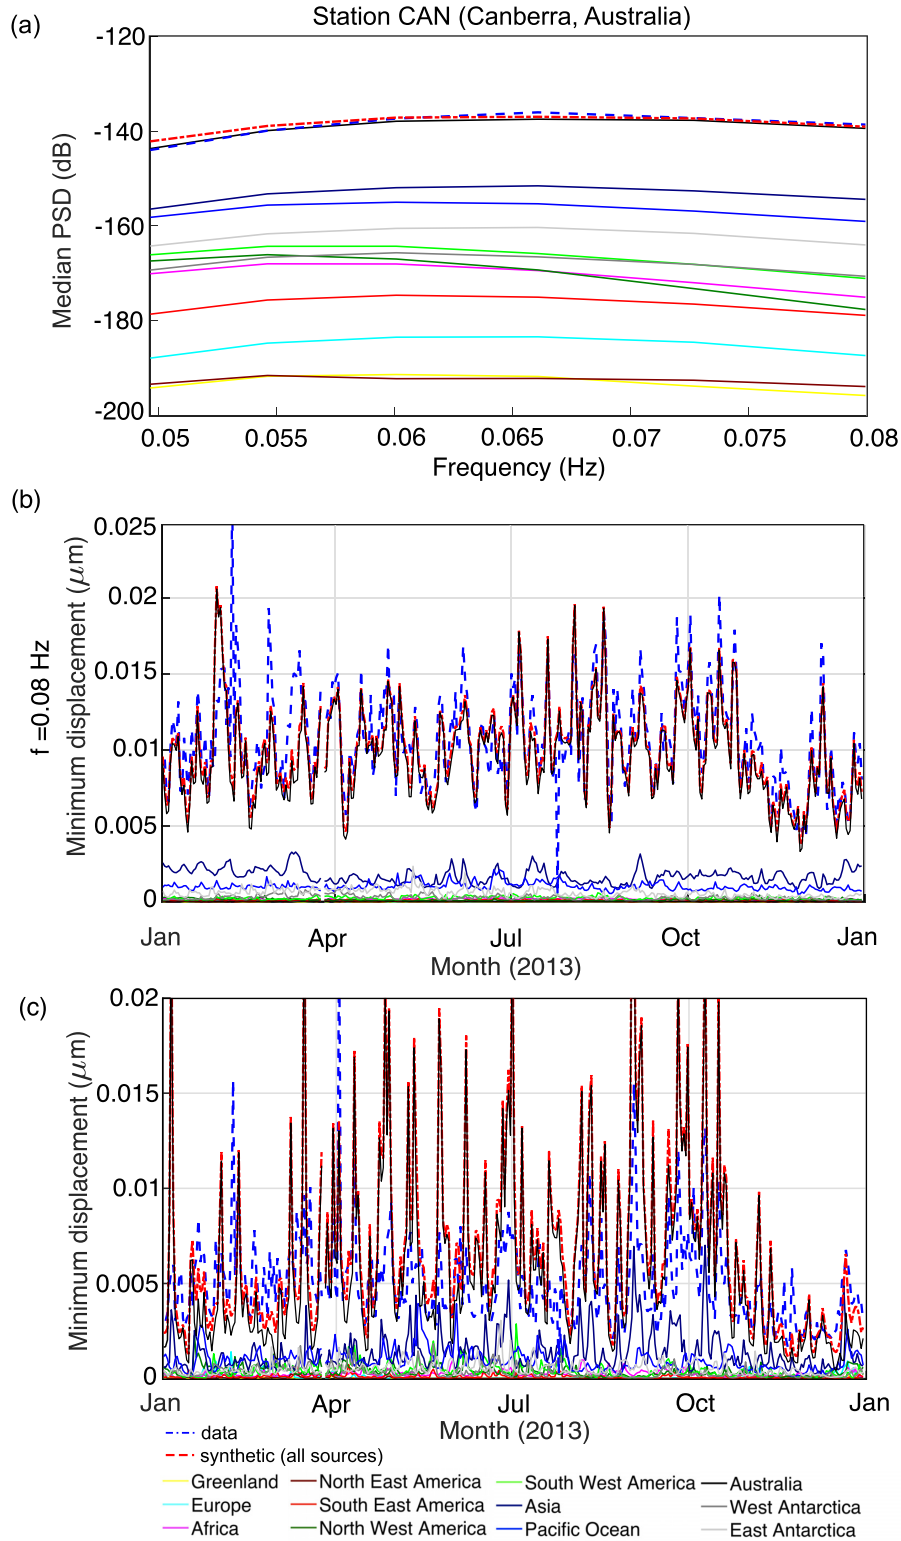 (a)
Station CAN (Canberra, Australia)
-120
-140
-160
-180
-200
Median PSD (dB)
0.05 0.055 0.06 0.065 0.07 0.075 0.08
Frequency (Hz)
(b)
f =0.08 Hz
Minimum displacement (μm)
0.025
0.02
0.015
0.01
0.005
0
Jan Apr Jul Oct Jan
Month (2013)
(c)
Minimum displacement (μm)
0.02
0.015
0.01
0.005
0
Jan Apr Jul Oct Jan
Month (2013)
data
synthetic (all sources)
Greenland North East America South West America Australia
Europe South East America Asia West Antarctica
Africa North West America Pacific Ocean East Antarctica